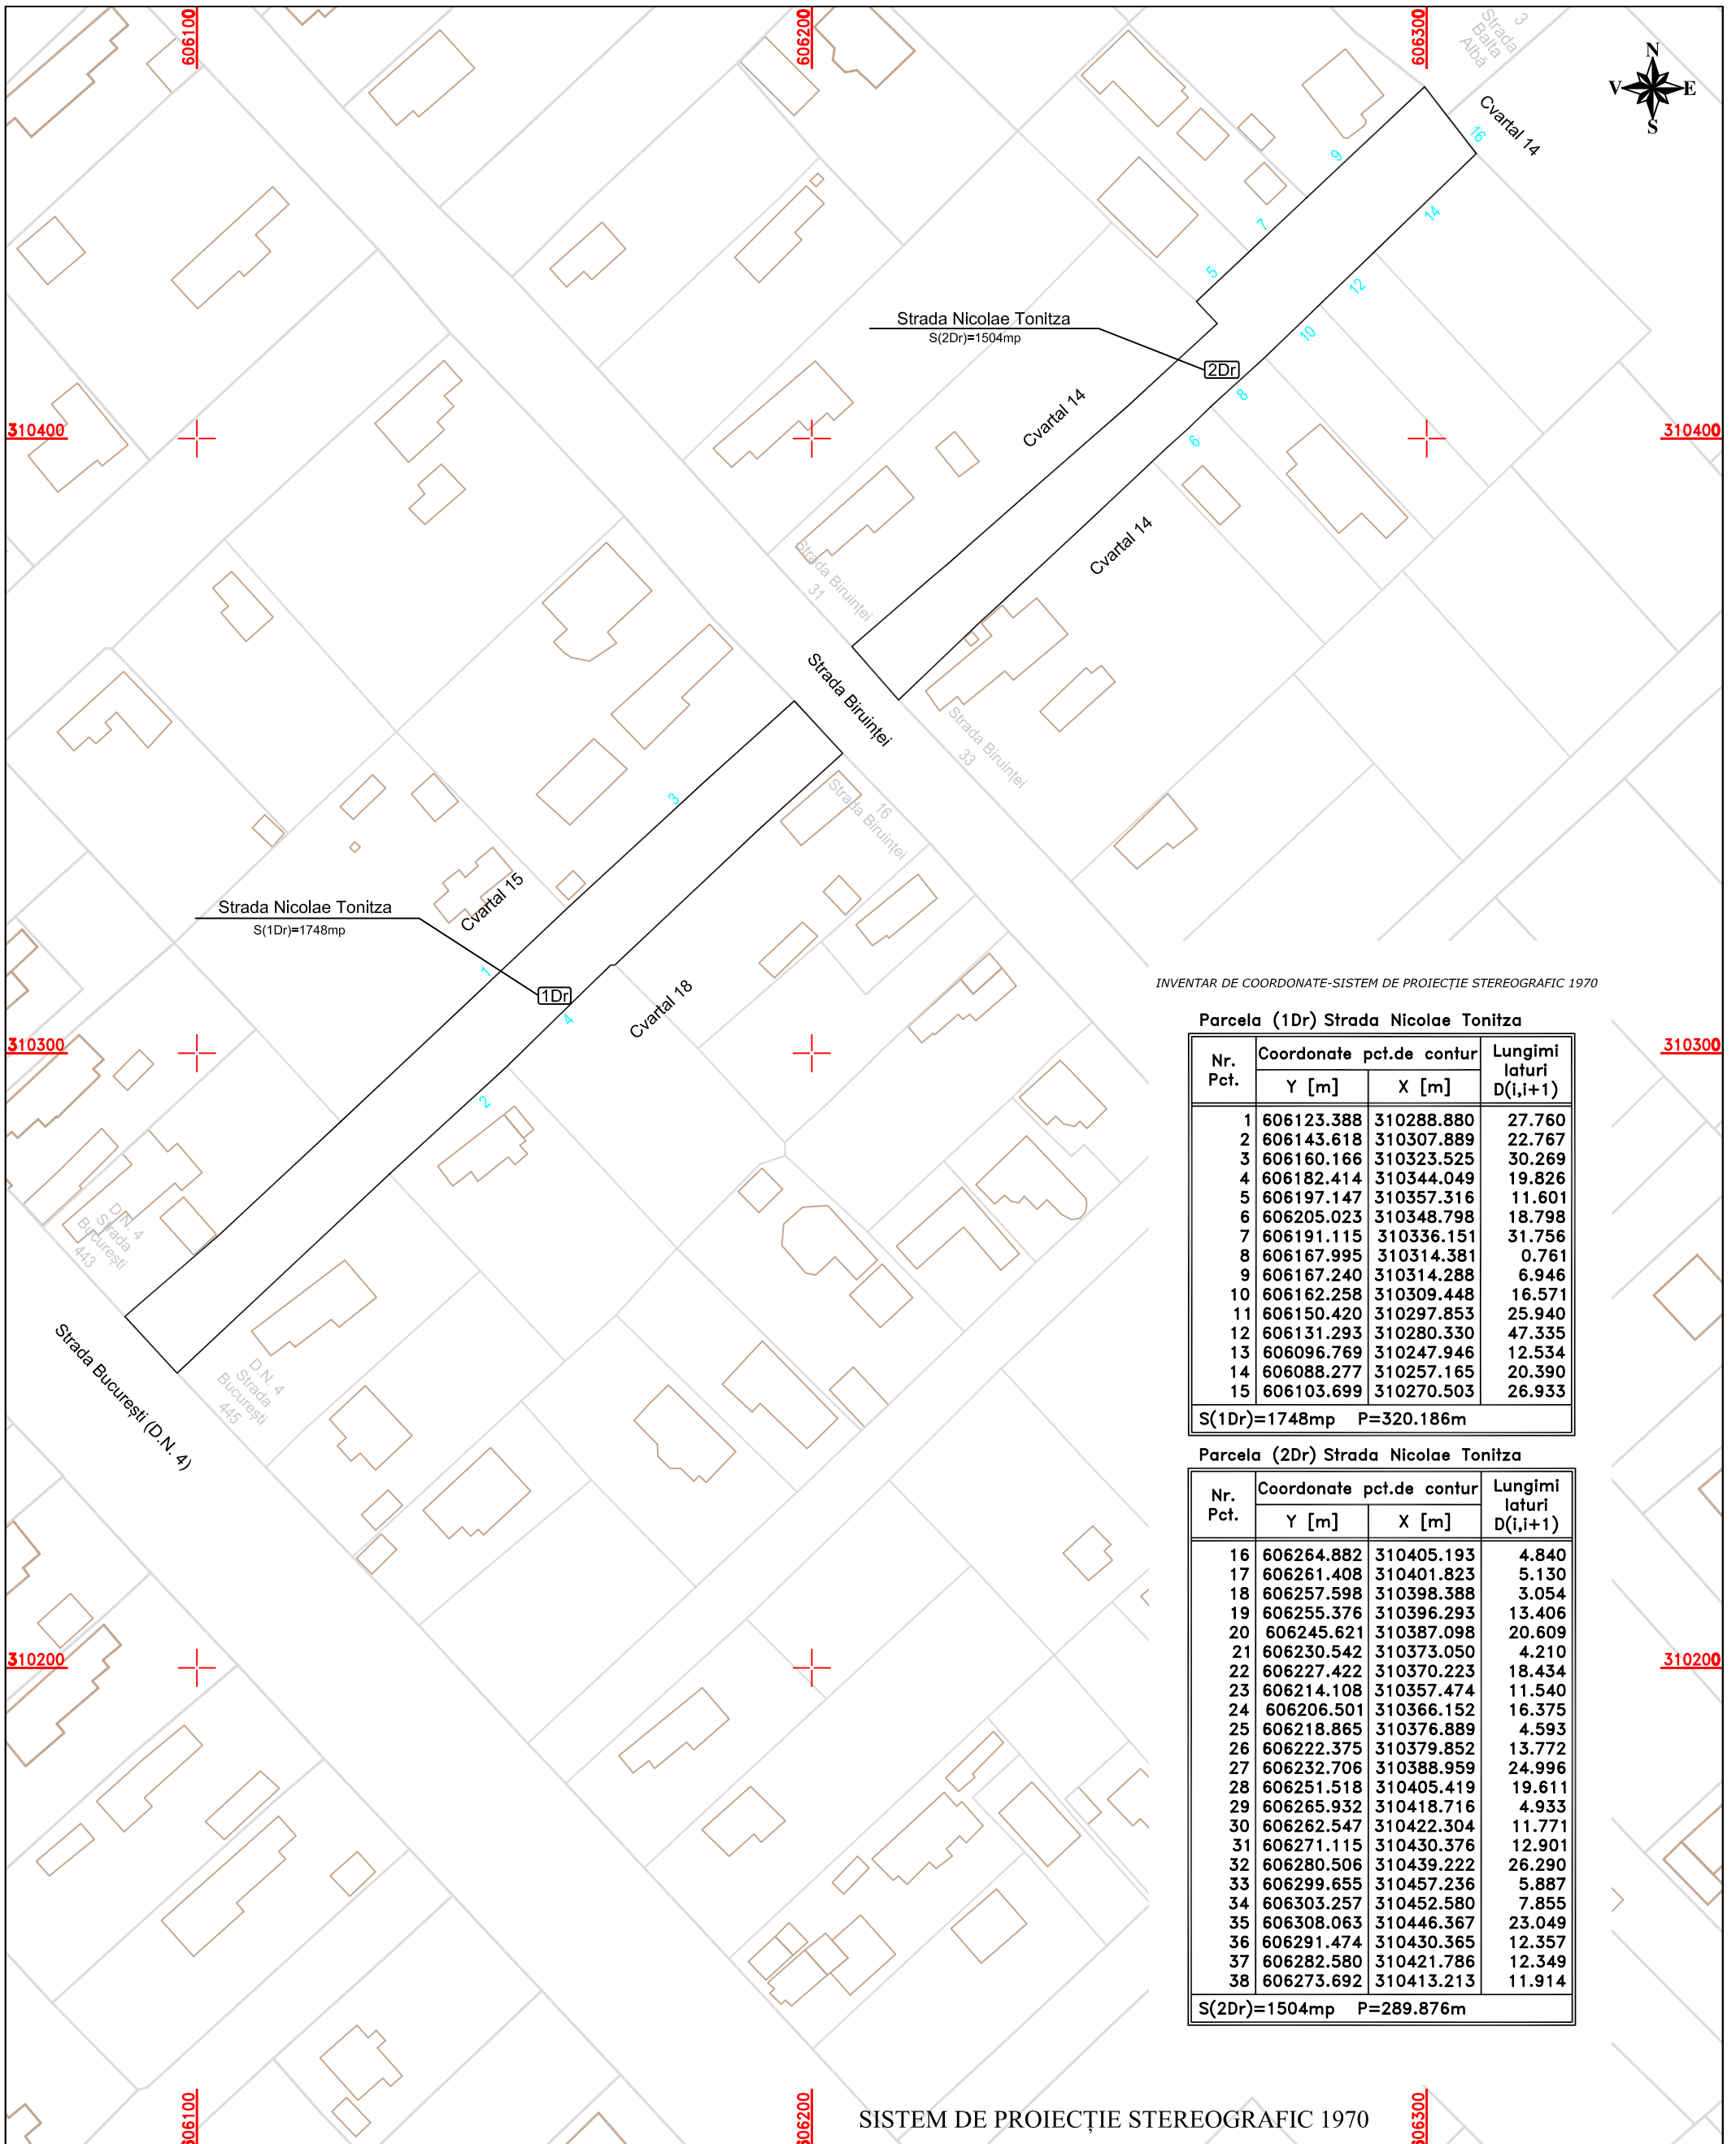 606100
606200
606300
3
Strada
Balta
Albă
N
V
E
S
Cvartal 14
16
9
14
7
5
12
Strada Nicolae Tonitza
S(2Dr)=1504mp
10
2Dr
8
Cvartal 14
310400
310400
6
Cvartal 14
Strada Biruinței
31
Strada Biruinței
Strada Biruinței
33
16
Strada Biruinței
3
Cvartal 15
Strada Nicolae Tonitza
S(1Dr)=1748mp
1
1Dr
4
Cvartal 18
310300
310300
2
D.N. 4
Strada
București
443
Strada București (D.N. 4)
D.N. 4
Strada
București
445
INVENTAR DE COORDONATE-SISTEM DE PROIECȚIE STEREOGRAFIC 1970
Parcela (1Dr) Strada Nicolae Tonitza
Nr. Pct. Coordonate pct.de contur Lungimi laturi D(i,i+1)
Y [m] X [m]
1 606123.388 310288.880 27.760
2 606143.618 310307.889 22.767
3 606160.166 310323.525 30.269
4 606182.414 310344.049 19.826
5 606197.147 310357.316 11.601
6 606205.023 310348.798 18.798
7 606191.115 310336.151 31.756
8 606167.995 310314.381 0.761
9 606167.240 310314.288 6.946
10 606162.258 310309.448 16.571
11 606150.420 310297.853 25.940
12 606131.293 310280.330 47.335
13 606096.769 310247.946 12.534
14 606088.277 310257.165 20.390
15 606103.699 310270.503 26.933
S(1Dr)=1748mp P=320.186m
Parcela (2Dr) Strada Nicolae Tonitza
Nr. Pct. Coordonate pct.de contur Lungimi laturi D(i,i+1)
Y [m] X [m]
16 606264.882 310405.193 4.840
17 606261.408 310401.823 5.130
18 606257.598 310398.388 3.054
19 606255.376 310396.293 13.406
20 606245.621 310387.098 20.609
21 606230.542 310373.050 4.210
22 606227.422 310370.223 18.434
23 606214.108 310357.474 11.540
24 606206.501 310366.152 16.375
25 606218.865 310376.889 4.593
26 606222.375 310379.852 13.772
27 606232.706 310388.959 24.996
28 606251.518 310405.419 19.611
29 606265.932 310418.716 4.933
30 606262.547 310422.304 11.771
31 606271.115 310430.376 12.901
32 606280.506 310439.222 26.290
33 606299.655 310457.236 5.887
34 606303.257 310452.580 7.855
35 606308.063 310446.367 23.049
36 606291.474 310430.365 12.357
37 606282.580 310421.786 12.349
38 606273.692 310413.213 11.914
S(2Dr)=1504mp P=289.876m
310200
310200
606100
606200
606300
SISTEM DE PROIECȚIE STEREOGRAFIC 1970